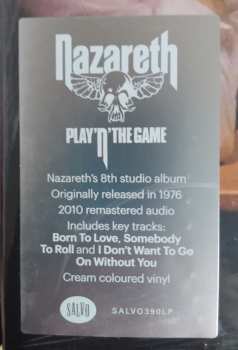 Nazareth
PLAY 'N' THE GAME
Nazareth's 8th studio album
Originally released in 1976
2010 remastered audio
Includes key tracks:
Born To Love, Somebody
To Roll and I Don't Want To Go
On Without You
Cream coloured vinyl
SALVO
SALVO390LP